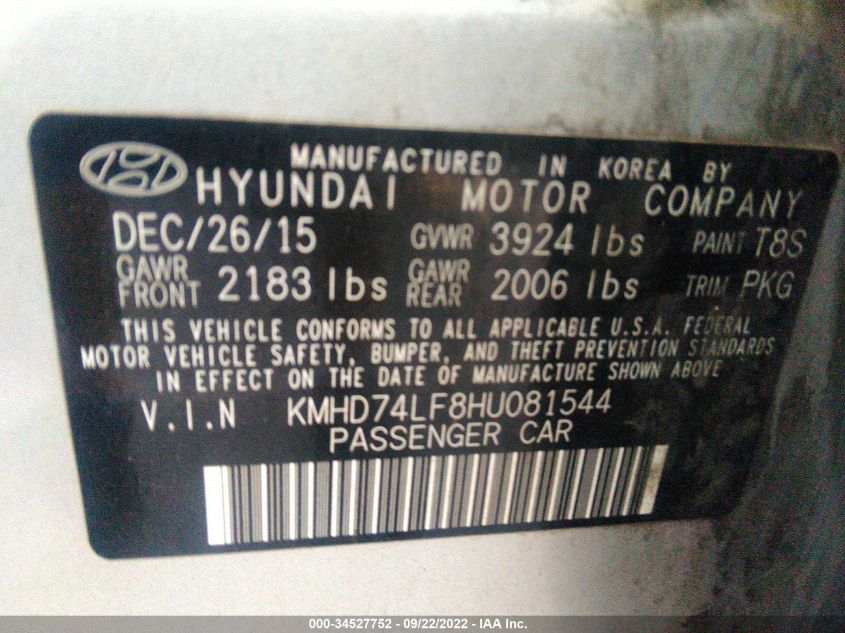 MANUFACTURED IN KOREA BY
HYUNDAI MOTOR COMPANY
DEC/26/15 GVWR 3924 lbs PAINT T8S
GAWR FRONT 2183 lbs GAWR REAR 2006 lbs TRIM PKG
THIS VEHICLE CONFORMS TO ALL APPLICABLE U.S.A. FEDERAL
MOTOR VEHICLE SAFETY, BUMPER, AND THEFT PREVENTION STANDARDS
IN EFFECT ON THE DATE OF MANUFACTURE SHOWN ABOVE
V.I.N KMHD74LF8HU081544
PASSENGER CAR
000-34527752 - 09/22/2022 - IAA Inc.